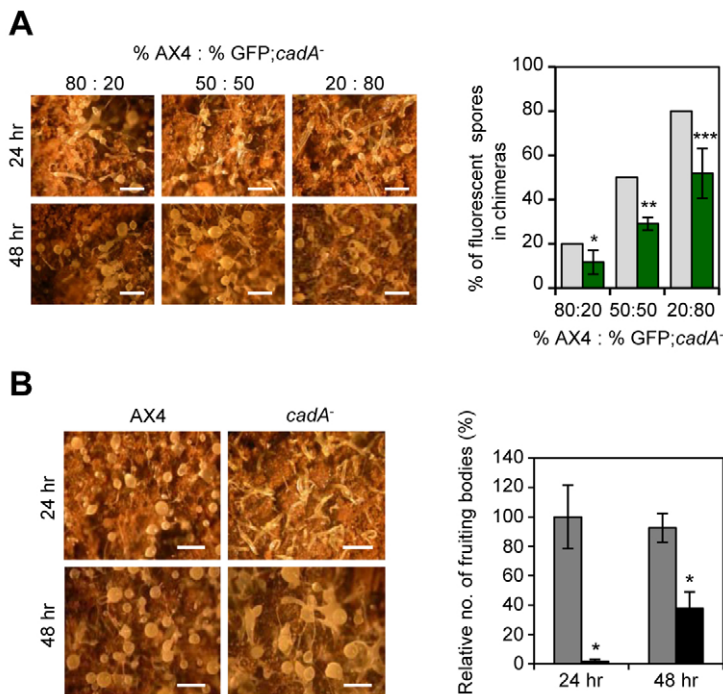 A
% AX4 : % GFP;cadA-
80 : 20 50 : 50 20 : 80
24 hr
48 hr
% of fluorescent spores
in chimeras
100
80
60
40
20
0
*
**
***
80:20 50:50 20:80
% AX4 : % GFP;cadA-
B
AX4 cadA-
24 hr
48 hr
Relative no. of fruiting bodies (%)
140
120
100
80
60
40
20
0
*
*
24 hr 48 hr